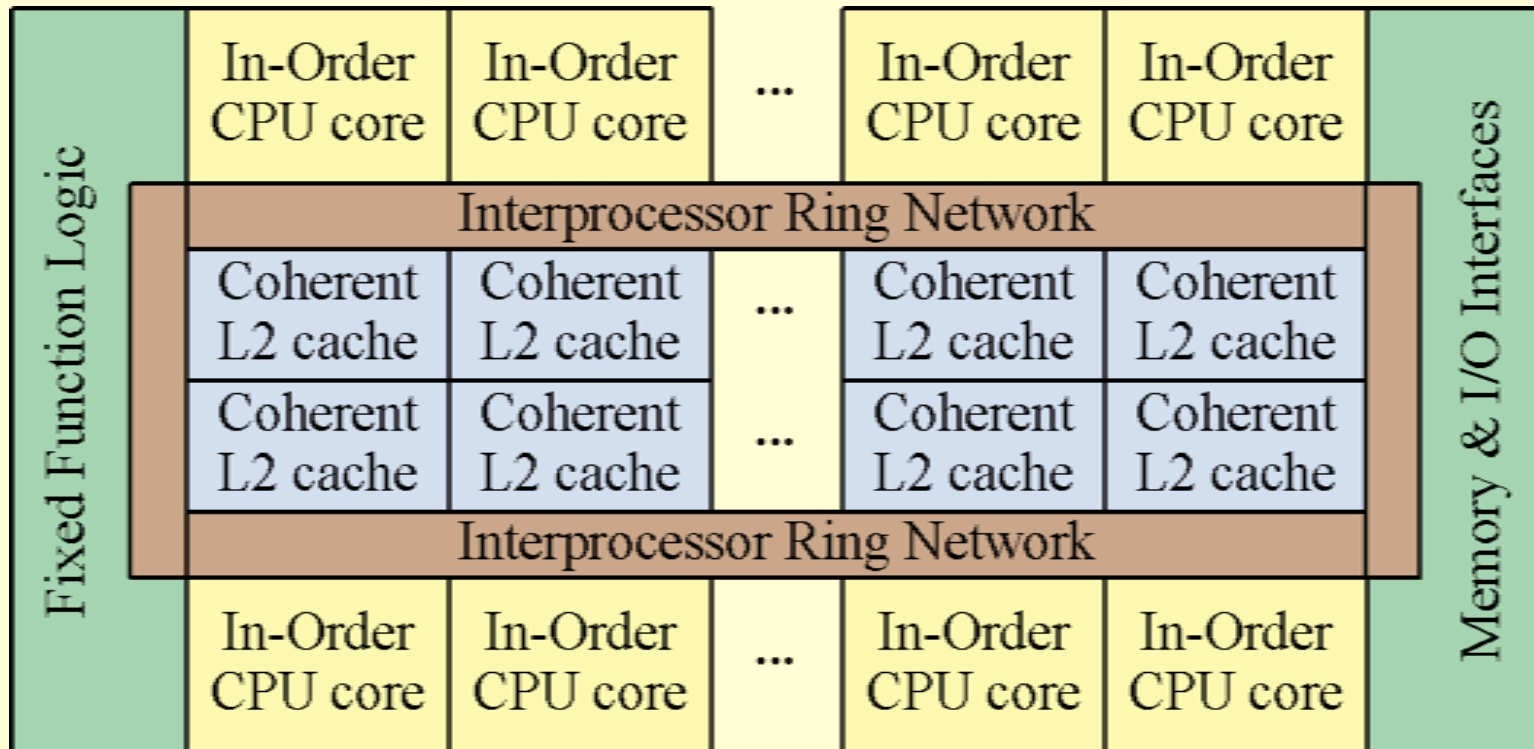 Fixed Function Logic
In-Order In-Order ... In-Order In-Order
CPU core CPU core CPU core CPU core
Interprocessor Ring Network
Coherent Coherent ... Coherent Coherent
L2 cache L2 cache L2 cache L2 cache
Coherent Coherent ... Coherent Coherent
L2 cache L2 cache L2 cache L2 cache
Interprocessor Ring Network
In-Order In-Order ... In-Order In-Order
CPU core CPU core CPU core CPU core
Memory & I/O Interfaces